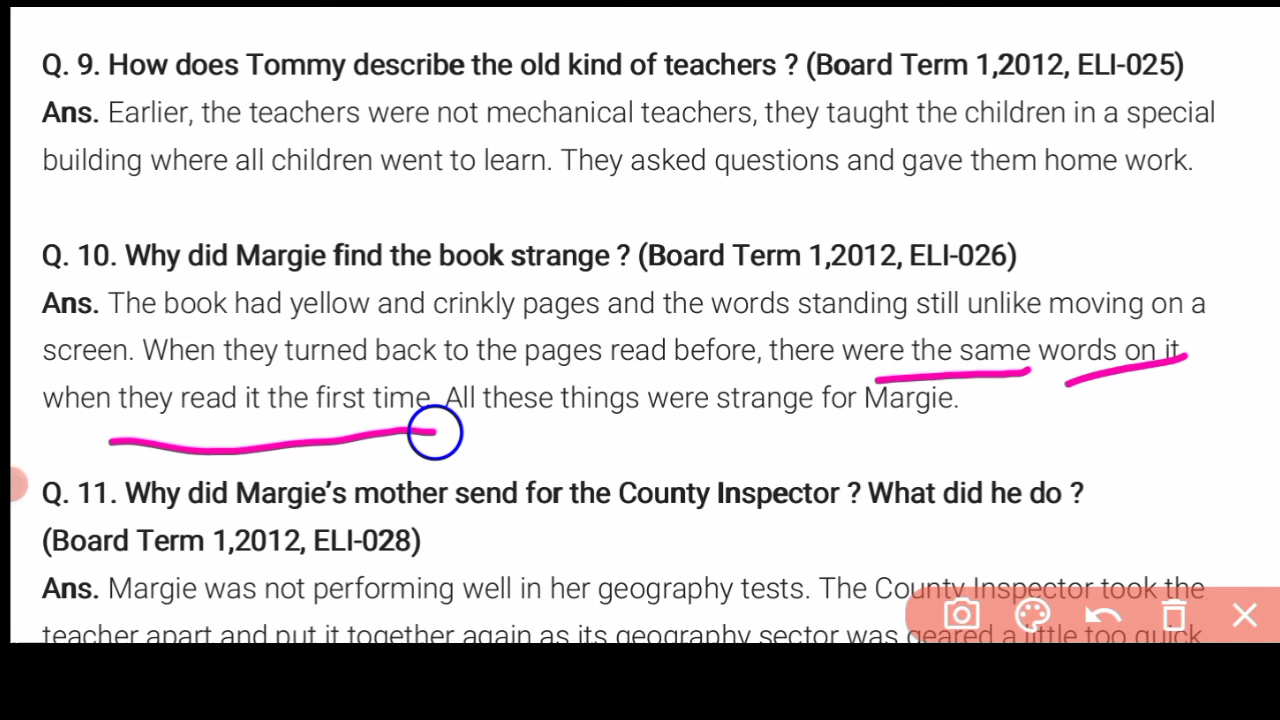 Q. 9. How does Tommy describe the old kind of teachers ? (Board Term 1,2012, ELI-025)
Ans. Earlier, the teachers were not mechanical teachers, they taught the children in a special
building where all children went to learn. They asked questions and gave them home work.
Q. 10. Why did Margie find the book strange ? (Board Term 1,2012, ELI-026)
Ans. The book had yellow and crinkly pages and the words standing still unlike moving on a
screen. When they turned back to the pages read before, there were the same words on it
when they read it the first time. All these things were strange for Margie.
Q. 11. Why did Margie’s mother send for the County Inspector ? What did he do ?
(Board Term 1,2012, ELI-028)
Ans. Margie was not performing well in her geography tests. The County Inspector took the
teacher apart and put it together again as its geography sector was geared a little too quick